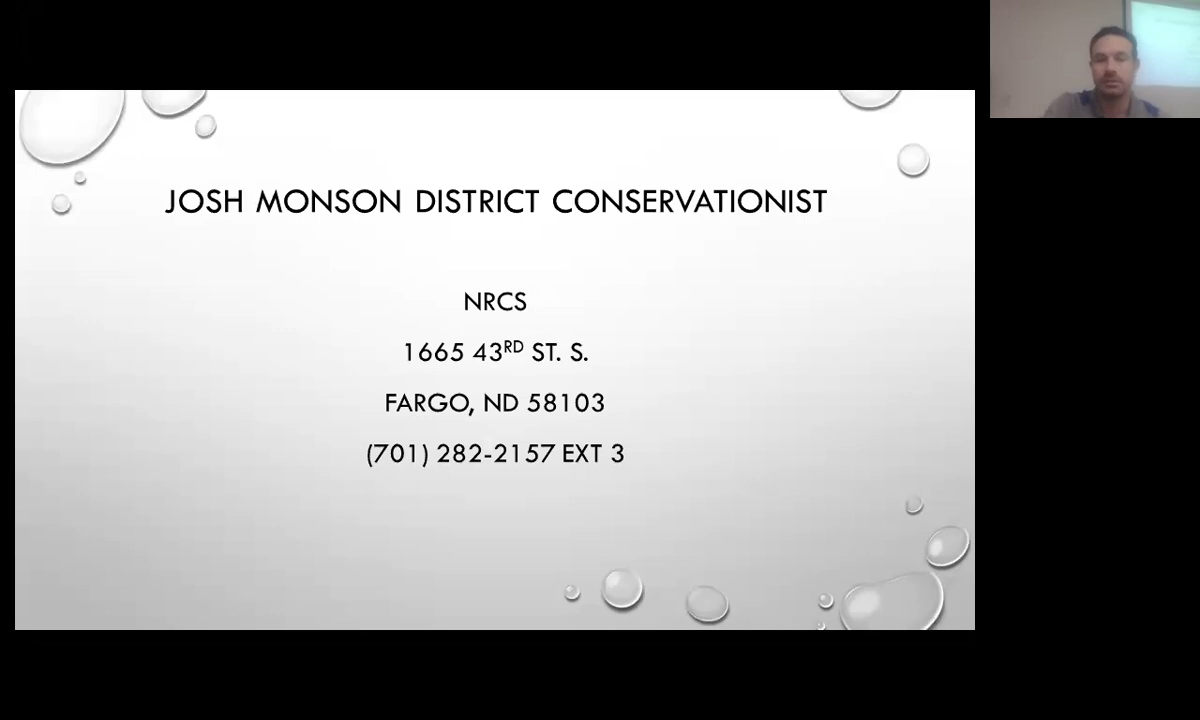 JOSH MONSON DISTRICT CONSERVATIONIST
NRCS
1665 43RD ST. S.
FARGO, ND 58103
(701) 282-2157 EXT 3